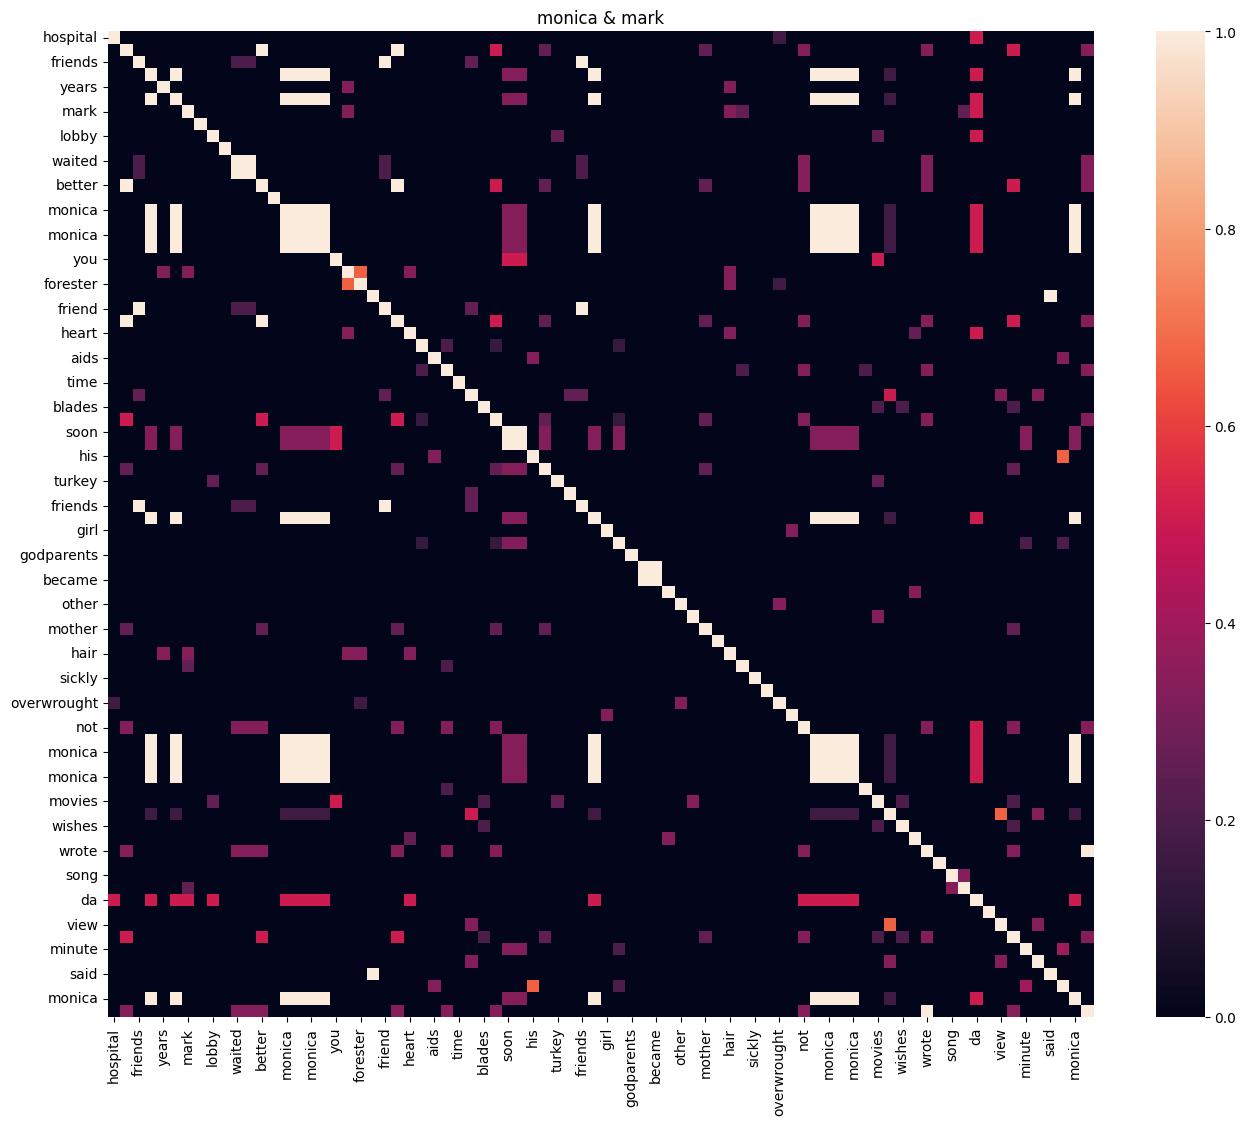 monica & mark
hospital
friends
years
mark
lobby
waited
better
monica
monica
you
forester
friend
heart
aids
time
blades
soon
his
turkey
friends
girl
godparents
became
other
mother
hair
sickly
overwrought
not
monica
monica
movies
wishes
wrote
song
da
view
minute
said
monica
hospital
friends
years
mark
lobby
waited
better
monica
monica
you
forester
friend
heart
aids
time
blades
soon
his
turkey
friends
girl
godparents
became
other
mother
hair
sickly
overwrought
not
monica
monica
movies
wishes
wrote
song
da
view
minute
said
monica
1.0
0.8
0.6
0.4
0.2
0.0